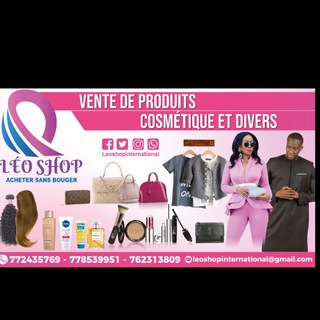 VENTE DE PRODUITS
COSMÉTIQUE ET DIVERS
Leoshopinternational
LÉO SHOP
ACHETER SANS BOUGER
772435769 - 778539951 - 762313809
leoshopinternational@gmail.com